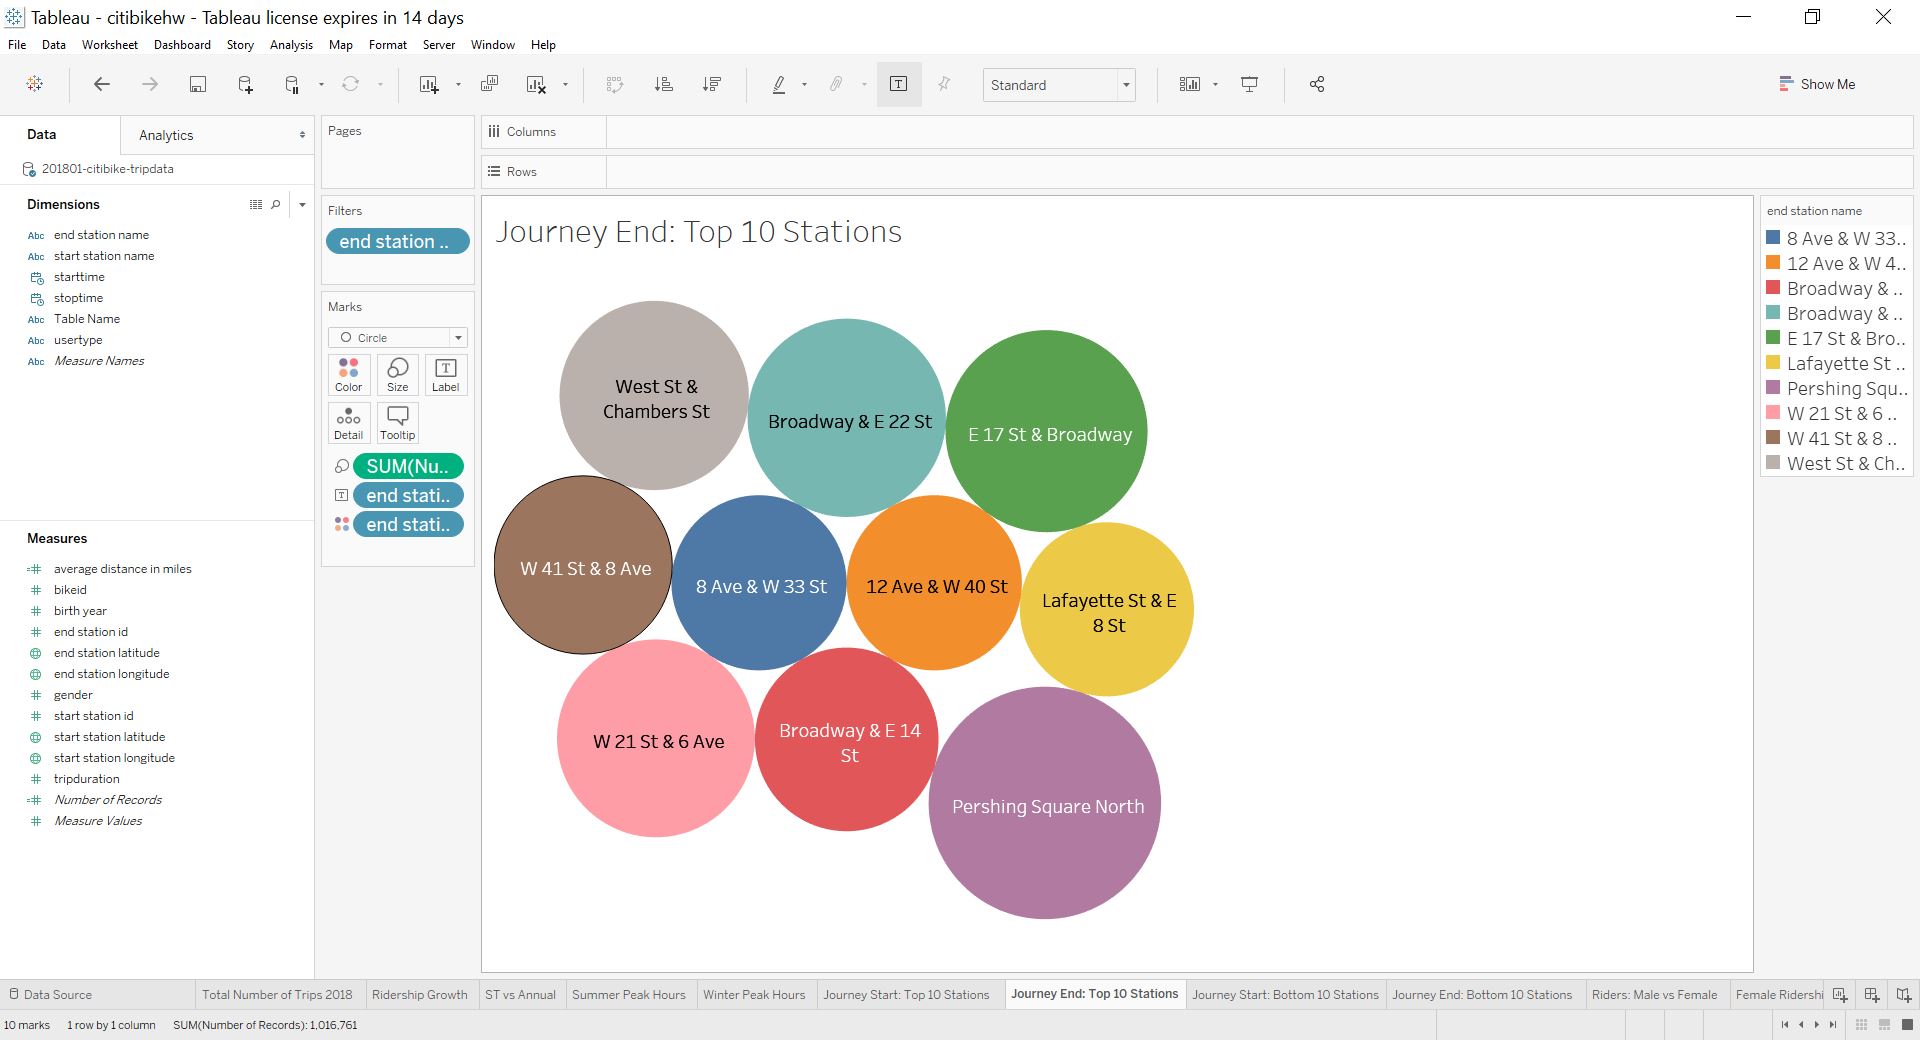 Tableau - citibikehw - Tableau license expires in 14 days
File Data Worksheet Dashboard Story Analysis Map Format Server Window Help
Standard
Show Me
Data
Analytics
201801-citibike-tripdata
Dimensions
Abc end station name
Abc start station name
starttime
stoptime
Abc Table Name
Abc usertype
Abc Measure Names
Measures
average distance in miles
bikeid
birth year
end station id
end station latitude
end station longitude
gender
start station id
start station latitude
start station longitude
tripduration
Number of Records
Measure Values
Pages
Filters
end station ..
Marks
Circle
Color Size Label
Detail Tooltip
SUM(Nu..
end stati..
end stati..
Columns
Rows
Journey End: Top 10 Stations
West St &
Chambers St
Broadway & E 22 St
E 17 St & Broadway
W 41 St & 8 Ave
8 Ave & W 33 St
12 Ave & W 40 St
Lafayette St & E
8 St
W 21 St & 6 Ave
Broadway & E 14
St
Pershing Square North
end station name
8 Ave & W 33..
12 Ave & W 4..
Broadway & ..
Broadway & ..
E 17 St & Bro..
Lafayette St ..
Pershing Squ..
W 21 St & 6 ..
W 41 St & 8 ..
West St & Ch..
Data Source
Total Number of Trips 2018
Ridership Growth
ST vs Annual
Summer Peak Hours
Winter Peak Hours
Journey Start: Top 10 Stations
Journey End: Top 10 Stations
Journey Start: Bottom 10 Stations
Journey End: Bottom 10 Stations
Riders: Male vs Female
Female Ridershi
10 marks 1 row by 1 column SUM(Number of Records): 1,016,761